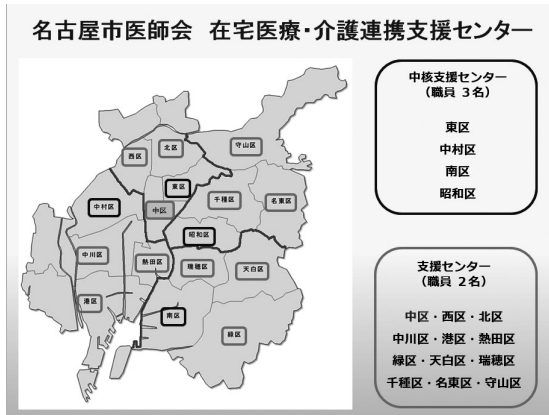 名古屋市医師会 在宅医療・介護連携支援センター
中核支援センター
（職員 3名）
東区
中村区
南区
昭和区
支援センター
（職員 2名）
中区・西区・北区
中川区・港区・熱田区
緑区・天白区・瑞穂区
千種区・名東区・守山区
北区
守山区
西区
東区
千種区
名東区
中村区
中区
昭和区
中川区
熱田区
瑞穂区
天白区
港区
南区
緑区